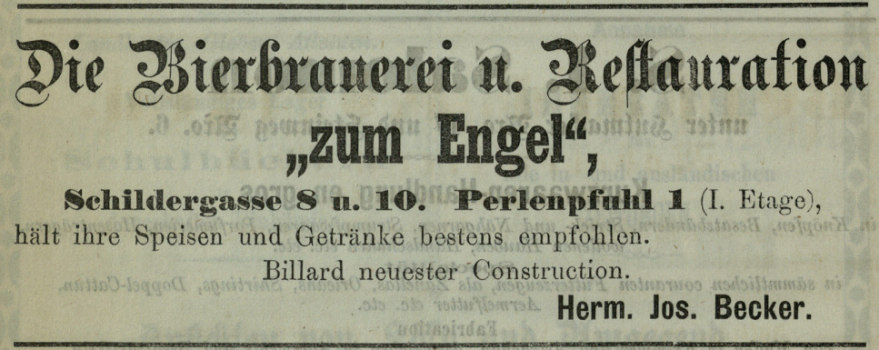 Die Bierbrauerei u. Restauration
„zum Engel“,
Schildergasse 8 u. 10. Perlenpfuhl 1 (I. Etage),
hält ihre Speisen und Getränke bestens empfohlen.
Billard neuester Construction.
Herm. Jos. Becker.